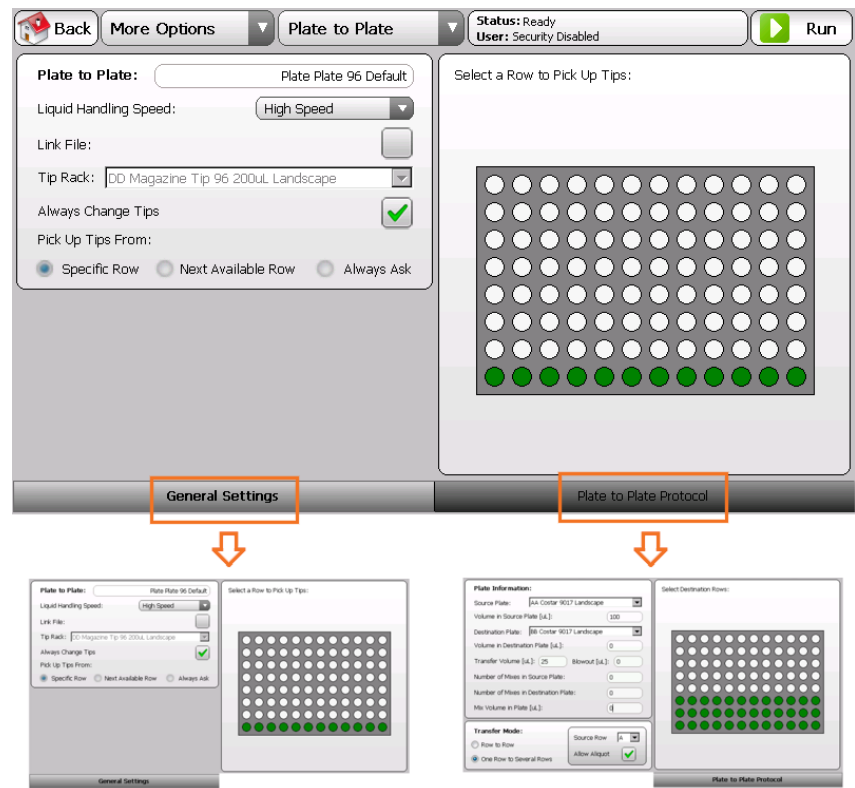 Back
More Options
Plate to Plate
Status: Ready
User: Security Disabled
Run
Plate to Plate:
Plate Plate 96 Default
Liquid Handling Speed:
High Speed
Link File:
Tip Rack:
DD Magazine Tip 96 200uL Landscape
Always Change Tips
Pick Up Tips From:
Specific Row
Next Available Row
Always Ask
Select a Row to Pick Up Tips:
General Settings
Plate to Plate Protocol
Plate to Plate:
Plate Plate 96 Default
Liquid Handling Speed:
High Speed
Link File:
Tip Rack:
DD Magazine Tip 96 200uL Landscape
Always Change Tips
Pick Up Tips From:
Specific Row
Next Available Row
Always Ask
Select a Row to Pick Up Tips:
General Settings
Plate Information:
Source Plate:
AA Costar 9017 Landscape
Volume in Source Plate [uL]:
100
Destination Plate:
BB Costar 9017 Landscape
Volume in Destination Plate [uL]:
0
Transfer Volume [uL]:
25
Blowout [uL]:
0
Number of Mixes in Source Plate:
0
Number of Mixes in Destination Plate:
0
Mix Volume in Plate [uL]:
0
Transfer Mode:
Row to Row
One Row to Several Rows
Source Row
A
Allow Aliquot
Select Destination Rows:
Plate to Plate Protocol